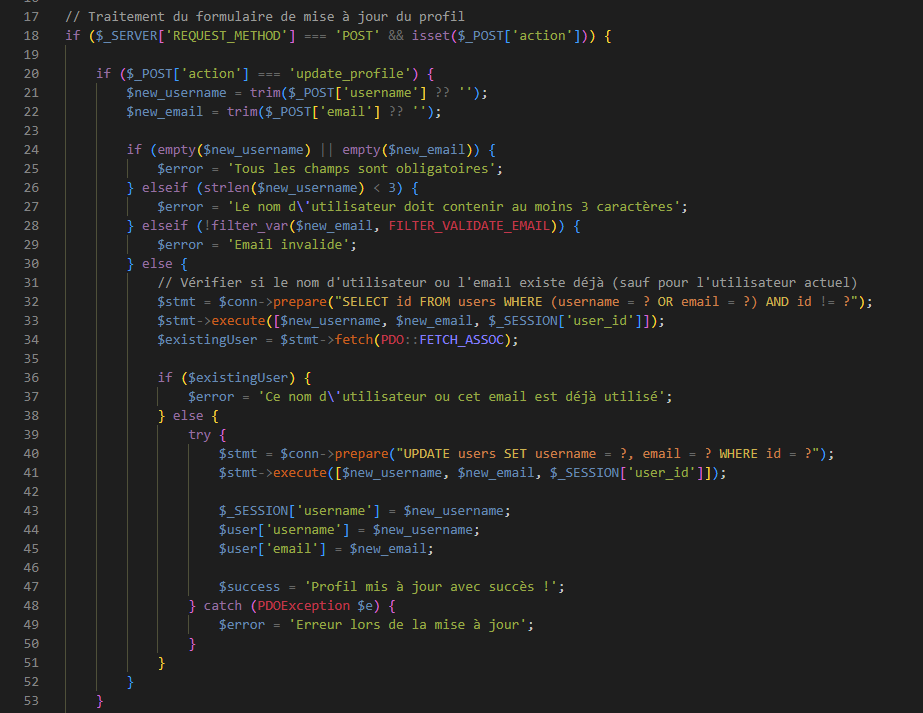 17 // Traitement du formulaire de mise à jour du profil
18 if ($_SERVER['REQUEST_METHOD'] === 'POST' && isset($_POST['action'])) {
19
20     if ($_POST['action'] === 'update_profile') {
21         $new_username = trim($_POST['username'] ?? '');
22         $new_email = trim($_POST['email'] ?? '');
23
24         if (empty($new_username) || empty($new_email)) {
25             $error = 'Tous les champs sont obligatoires';
26         } elseif (strlen($new_username) < 3) {
27             $error = 'Le nom d\'utilisateur doit contenir au moins 3 caractères';
28         } elseif (!filter_var($new_email, FILTER_VALIDATE_EMAIL)) {
29             $error = 'Email invalide';
30         } else {
31             // Vérifier si le nom d'utilisateur ou l'email existe déjà (sauf pour l'utilisateur actuel)
32             $stmt = $conn->prepare("SELECT id FROM users WHERE (username = ? OR email = ?) AND id != ?");
33             $stmt->execute([$new_username, $new_email, $_SESSION['user_id']]);
34             $existingUser = $stmt->fetch(PDO::FETCH_ASSOC);
35
36             if ($existingUser) {
37                 $error = 'Ce nom d\'utilisateur ou cet email est déjà utilisé';
38             } else {
39                 try {
40                     $stmt = $conn->prepare("UPDATE users SET username = ?, email = ? WHERE id = ?");
41                     $stmt->execute([$new_username, $new_email, $_SESSION['user_id']]);
42
43                     $_SESSION['username'] = $new_username;
44                     $user['username'] = $new_username;
45                     $user['email'] = $new_email;
46
47                     $success = 'Profil mis à jour avec succès !';
48                 } catch (PDOException $e) {
49                     $error = 'Erreur lors de la mise à jour';
50                 }
51             }
52         }
53     }